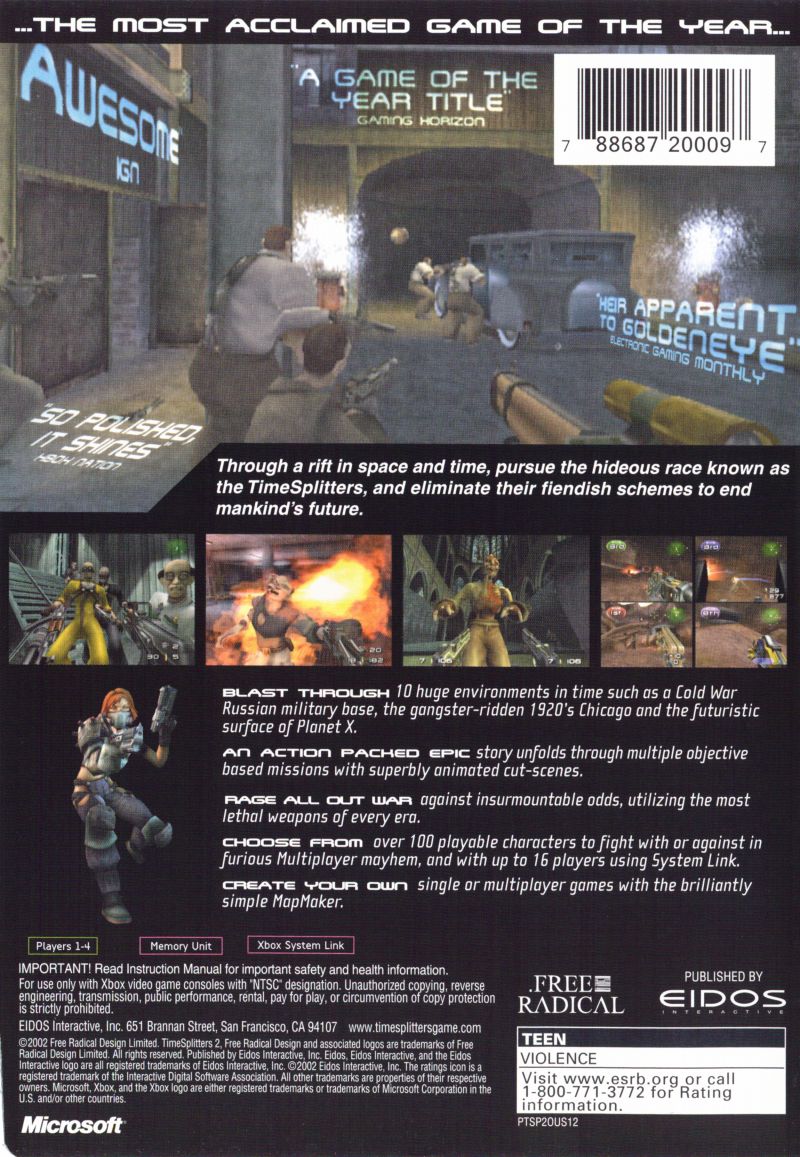 ...THE MOST ACCLAIMED GAME OF THE YEAR...
AWESOME
IGN
"A GAME OF THE
YEAR TITLE"
GAMING HORIZON
7 88687 20009 7
"HEIR APPARENT
TO GOLDENEYE"
ELECTRONIC GAMING MONTHLY
"SO POLISHED,
IT SHINES"
XBOX NATION
Through a rift in space and time, pursue the hideous race known as
the TimeSplitters, and eliminate their fiendish schemes to end
mankind's future.
BLAST THROUGH 10 huge environments in time such as a Cold War
Russian military base, the gangster-ridden 1920's Chicago and the futuristic
surface of Planet X.
AN ACTION PACKED EPIC story unfolds through multiple objective
based missions with superbly animated cut-scenes.
RAGE ALL OUT WAR against insurmountable odds, utilizing the most
lethal weapons of every era.
CHOOSE FROM over 100 playable characters to fight with or against in
furious Multiplayer mayhem, and with up to 16 players using System Link.
CREATE YOUR OWN single or multiplayer games with the brilliantly
simple MapMaker.
Players 1-4
Memory Unit
Xbox System Link
IMPORTANT! Read Instruction Manual for important safety and health information.
For use only with Xbox video game consoles with "NTSC" designation. Unauthorized copying, reverse
engineering, transmission, public performance, rental, pay for play, or circumvention of copy protection
is strictly prohibited.
EIDOS Interactive, Inc. 651 Brannan Street, San Francisco, CA 94107 www.timesplittersgame.com
©2002 Free Radical Design Limited. TimeSplitters 2, Free Radical Design and associated logos are trademarks of Free
Radical Design Limited. All rights reserved. Published by Eidos Interactive, Inc. Eidos, Eidos Interactive, and the Eidos
Interactive logo are all registered trademarks of Eidos Interactive, Inc. ©2002 Eidos Interactive, Inc. The ratings icon is a
registered trademark of the Interactive Digital Software Association. All other trademarks are properties of their respective
owners. Microsoft, Xbox, and the Xbox logo are either registered trademarks or trademarks of Microsoft Corporation in the
U.S. and/or other countries.
Microsoft
.FREE
RADICAL
PUBLISHED BY
EIDOS
INTERACTIVE
TEEN
VIOLENCE
Visit www.esrb.org or call
1-800-771-3772 for Rating
information.
PTSP20US12